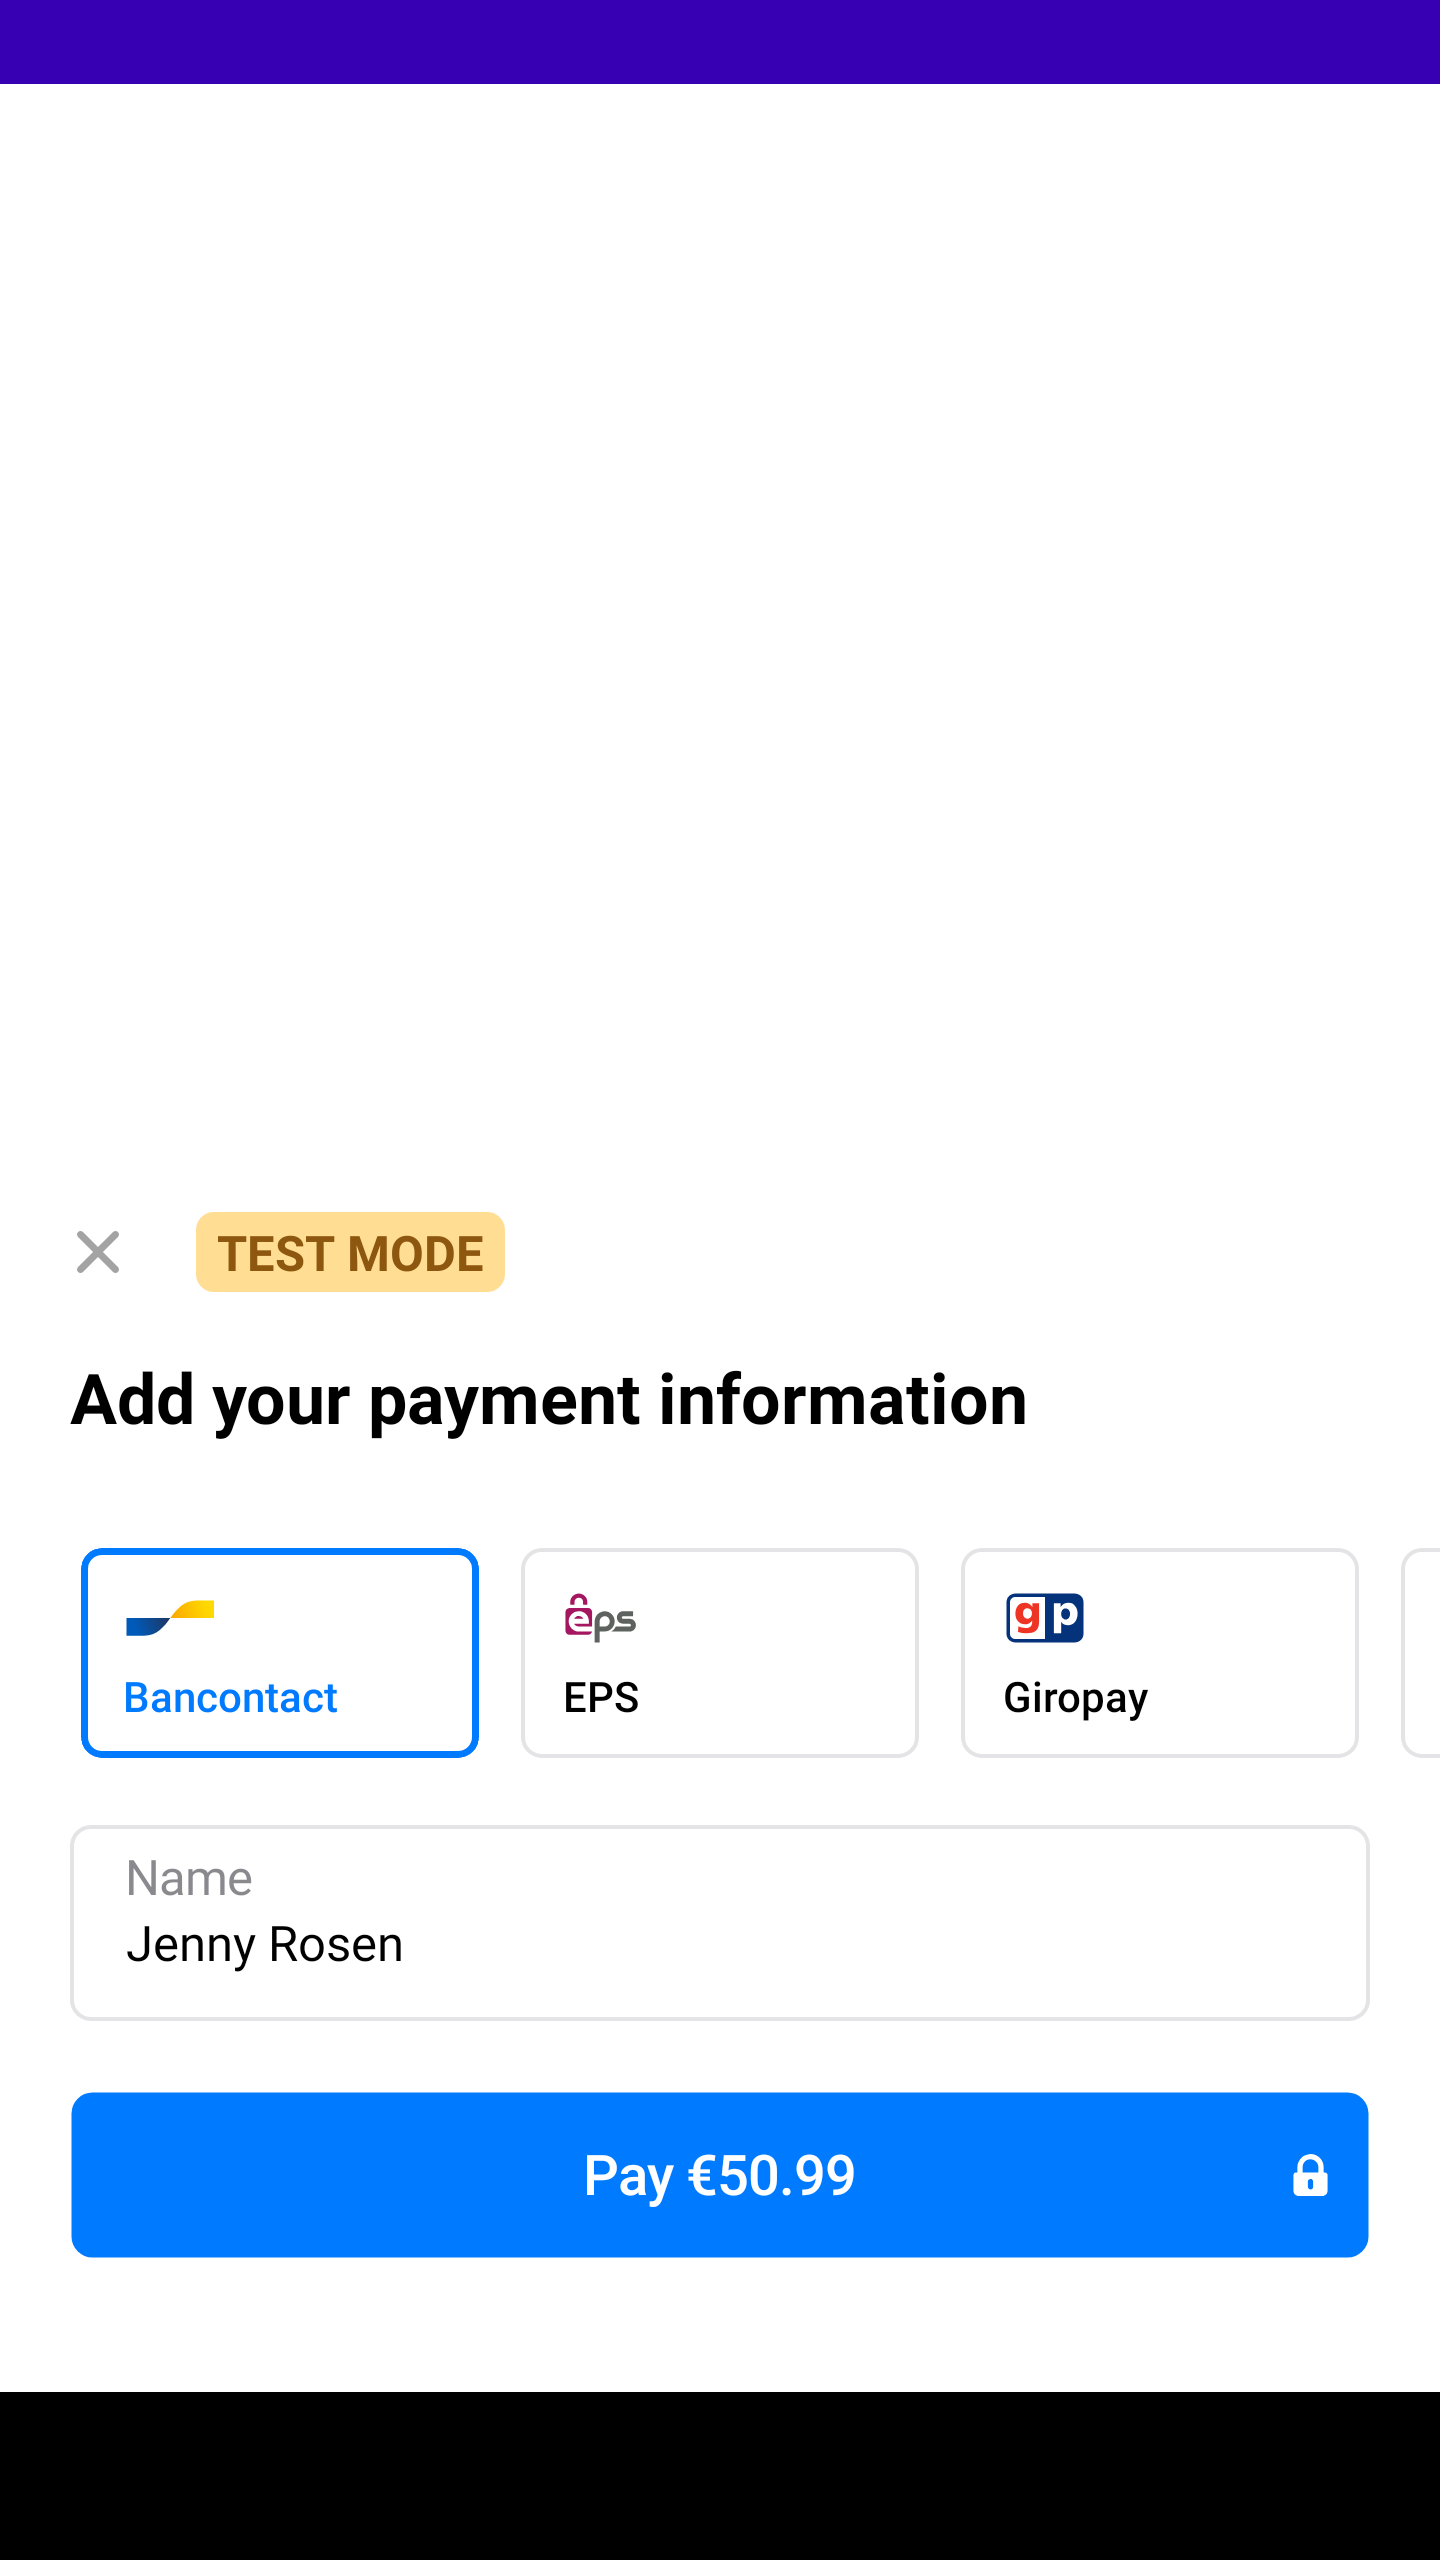 TEST MODE
Add your payment information
eps
gp
Bancontact
EPS
Giropay
Name
Jenny Rosen
Pay €50.99